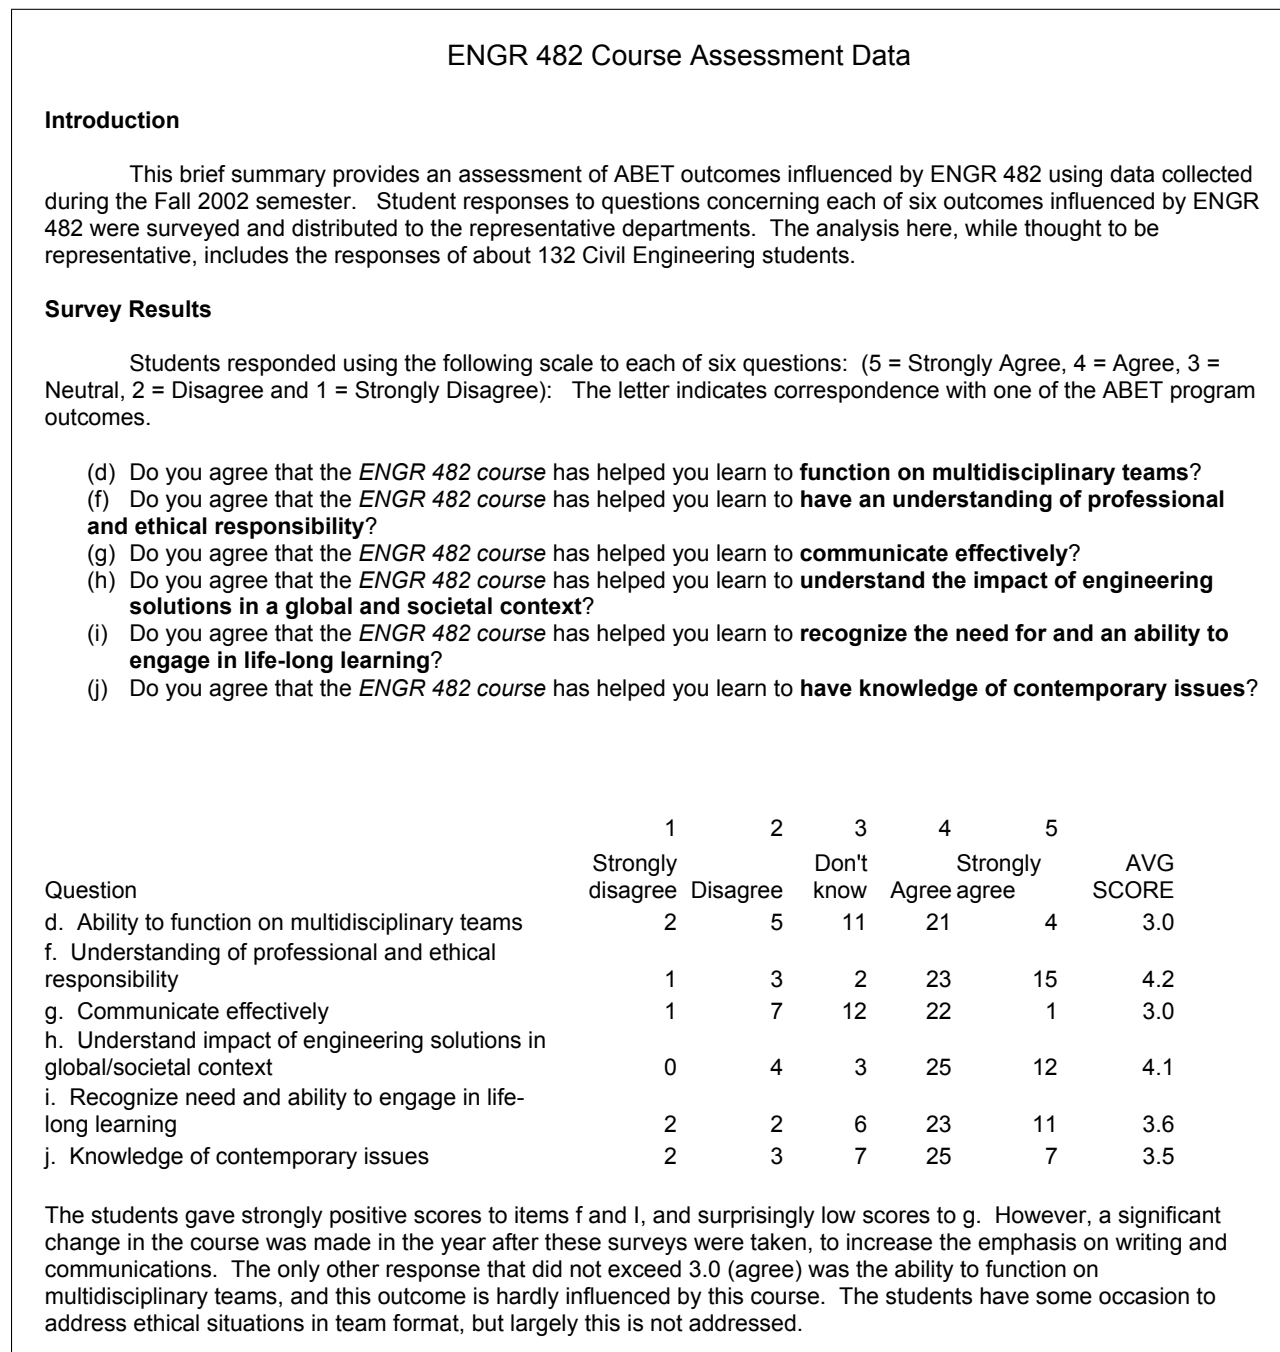 ENGR 482 Course Assessment Data
Introduction
This brief summary provides an assessment of ABET outcomes influenced by ENGR 482 using data collected
during the Fall 2002 semester. Student responses to questions concerning each of six outcomes influenced by ENGR
482 were surveyed and distributed to the representative departments. The analysis here, while thought to be
representative, includes the responses of about 132 Civil Engineering students.
Survey Results
Students responded using the following scale to each of six questions: (5 = Strongly Agree, 4 = Agree, 3 =
Neutral, 2 = Disagree and 1 = Strongly Disagree): The letter indicates correspondence with one of the ABET program
outcomes.
(d) Do you agree that the ENGR 482 course has helped you learn to function on multidisciplinary teams?
(f) Do you agree that the ENGR 482 course has helped you learn to have an understanding of professional
and ethical responsibility?
(g) Do you agree that the ENGR 482 course has helped you learn to communicate effectively?
(h) Do you agree that the ENGR 482 course has helped you learn to understand the impact of engineering
solutions in a global and societal context?
(i) Do you agree that the ENGR 482 course has helped you learn to recognize the need for and an ability to
engage in life-long learning?
(j) Do you agree that the ENGR 482 course has helped you learn to have knowledge of contemporary issues?
1 2 3 4 5
Strongly Don't Strongly AVG
Question disagree Disagree know Agree agree SCORE
d. Ability to function on multidisciplinary teams 2 5 11 21 4 3.0
f. Understanding of professional and ethical
responsibility 1 3 2 23 15 4.2
g. Communicate effectively 1 7 12 22 1 3.0
h. Understand impact of engineering solutions in
global/societal context 0 4 3 25 12 4.1
i. Recognize need and ability to engage in life-
long learning 2 2 6 23 11 3.6
j. Knowledge of contemporary issues 2 3 7 25 7 3.5
The students gave strongly positive scores to items f and I, and surprisingly low scores to g. However, a significant
change in the course was made in the year after these surveys were taken, to increase the emphasis on writing and
communications. The only other response that did not exceed 3.0 (agree) was the ability to function on
multidisciplinary teams, and this outcome is hardly influenced by this course. The students have some occasion to
address ethical situations in team format, but largely this is not addressed.